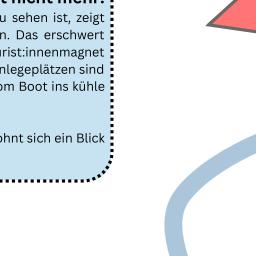 t nicht mehr?
u sehen ist, zeigt
n. Das erschwert
urist:innenmagnet
nlegeplätzen sind
om Boot ins kühle
ohnt sich ein Blick